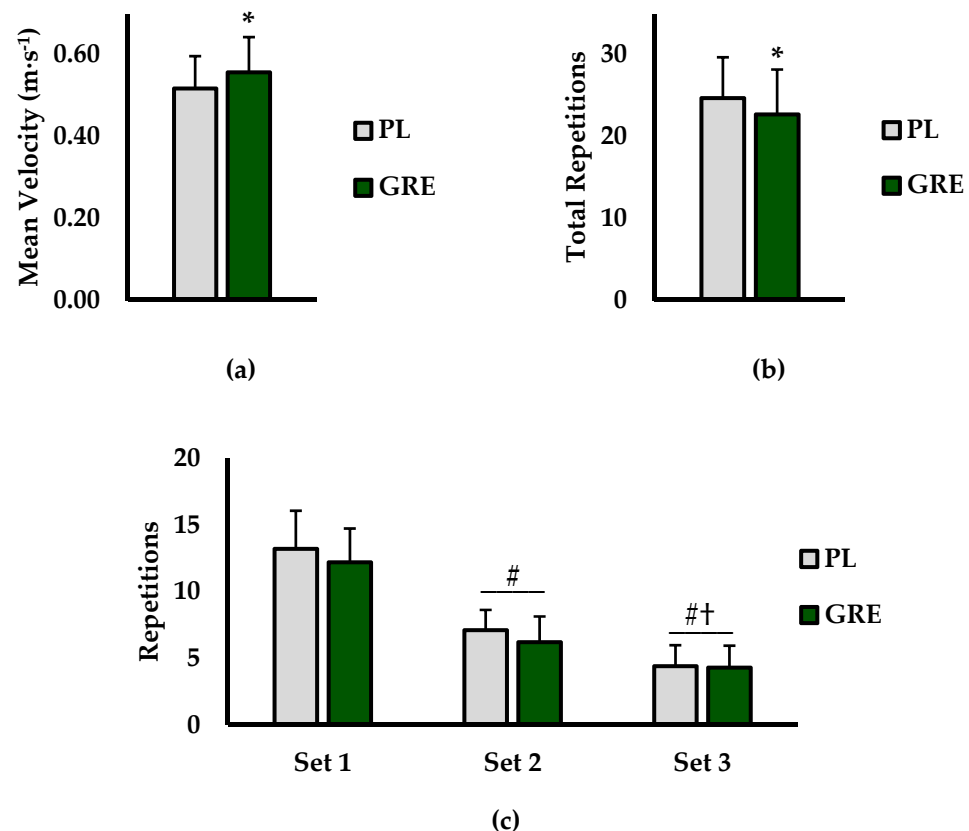 Mean Velocity (m·s⁻¹)
0.60
0.40
0.20
0.00
*
PL
GRE
(a)
Total Repetitions
30
20
10
0
*
PL
GRE
(b)
Repetitions
20
15
10
5
0
#
#†
PL
GRE
Set 1 Set 2 Set 3
(c)